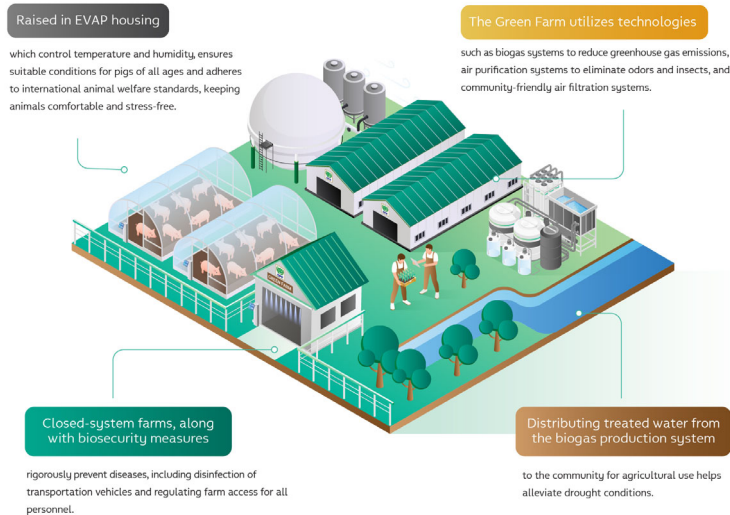 Raised in EVAP housing
which control temperature and humidity, ensures
suitable conditions for pigs of all ages and adheres
to international animal welfare standards, keeping
animals comfortable and stress-free.
The Green Farm utilizes technologies
such as biogas systems to reduce greenhouse gas emissions,
air purification systems to eliminate odors and insects, and
community-friendly air filtration systems.
GREEN FARM
Closed-system farms, along
with biosecurity measures
rigorously prevent diseases, including disinfection of
transportation vehicles and regulating farm access for all
personnel.
Distributing treated water from
the biogas production system
to the community for agricultural use helps
alleviate drought conditions.